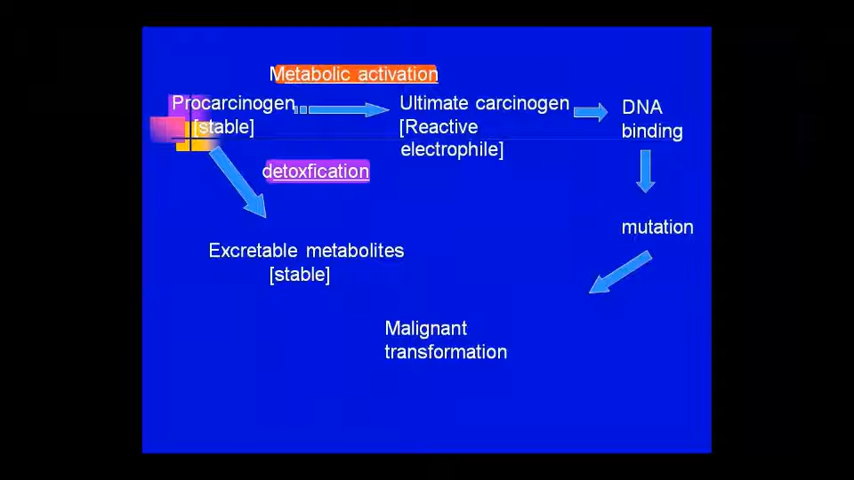 Metabolic activation
Procarcinogen
[stable]
Ultimate carcinogen
[Reactive
electrophile]
DNA
binding
detoxfication
mutation
Excretable metabolites
[stable]
Malignant
transformation